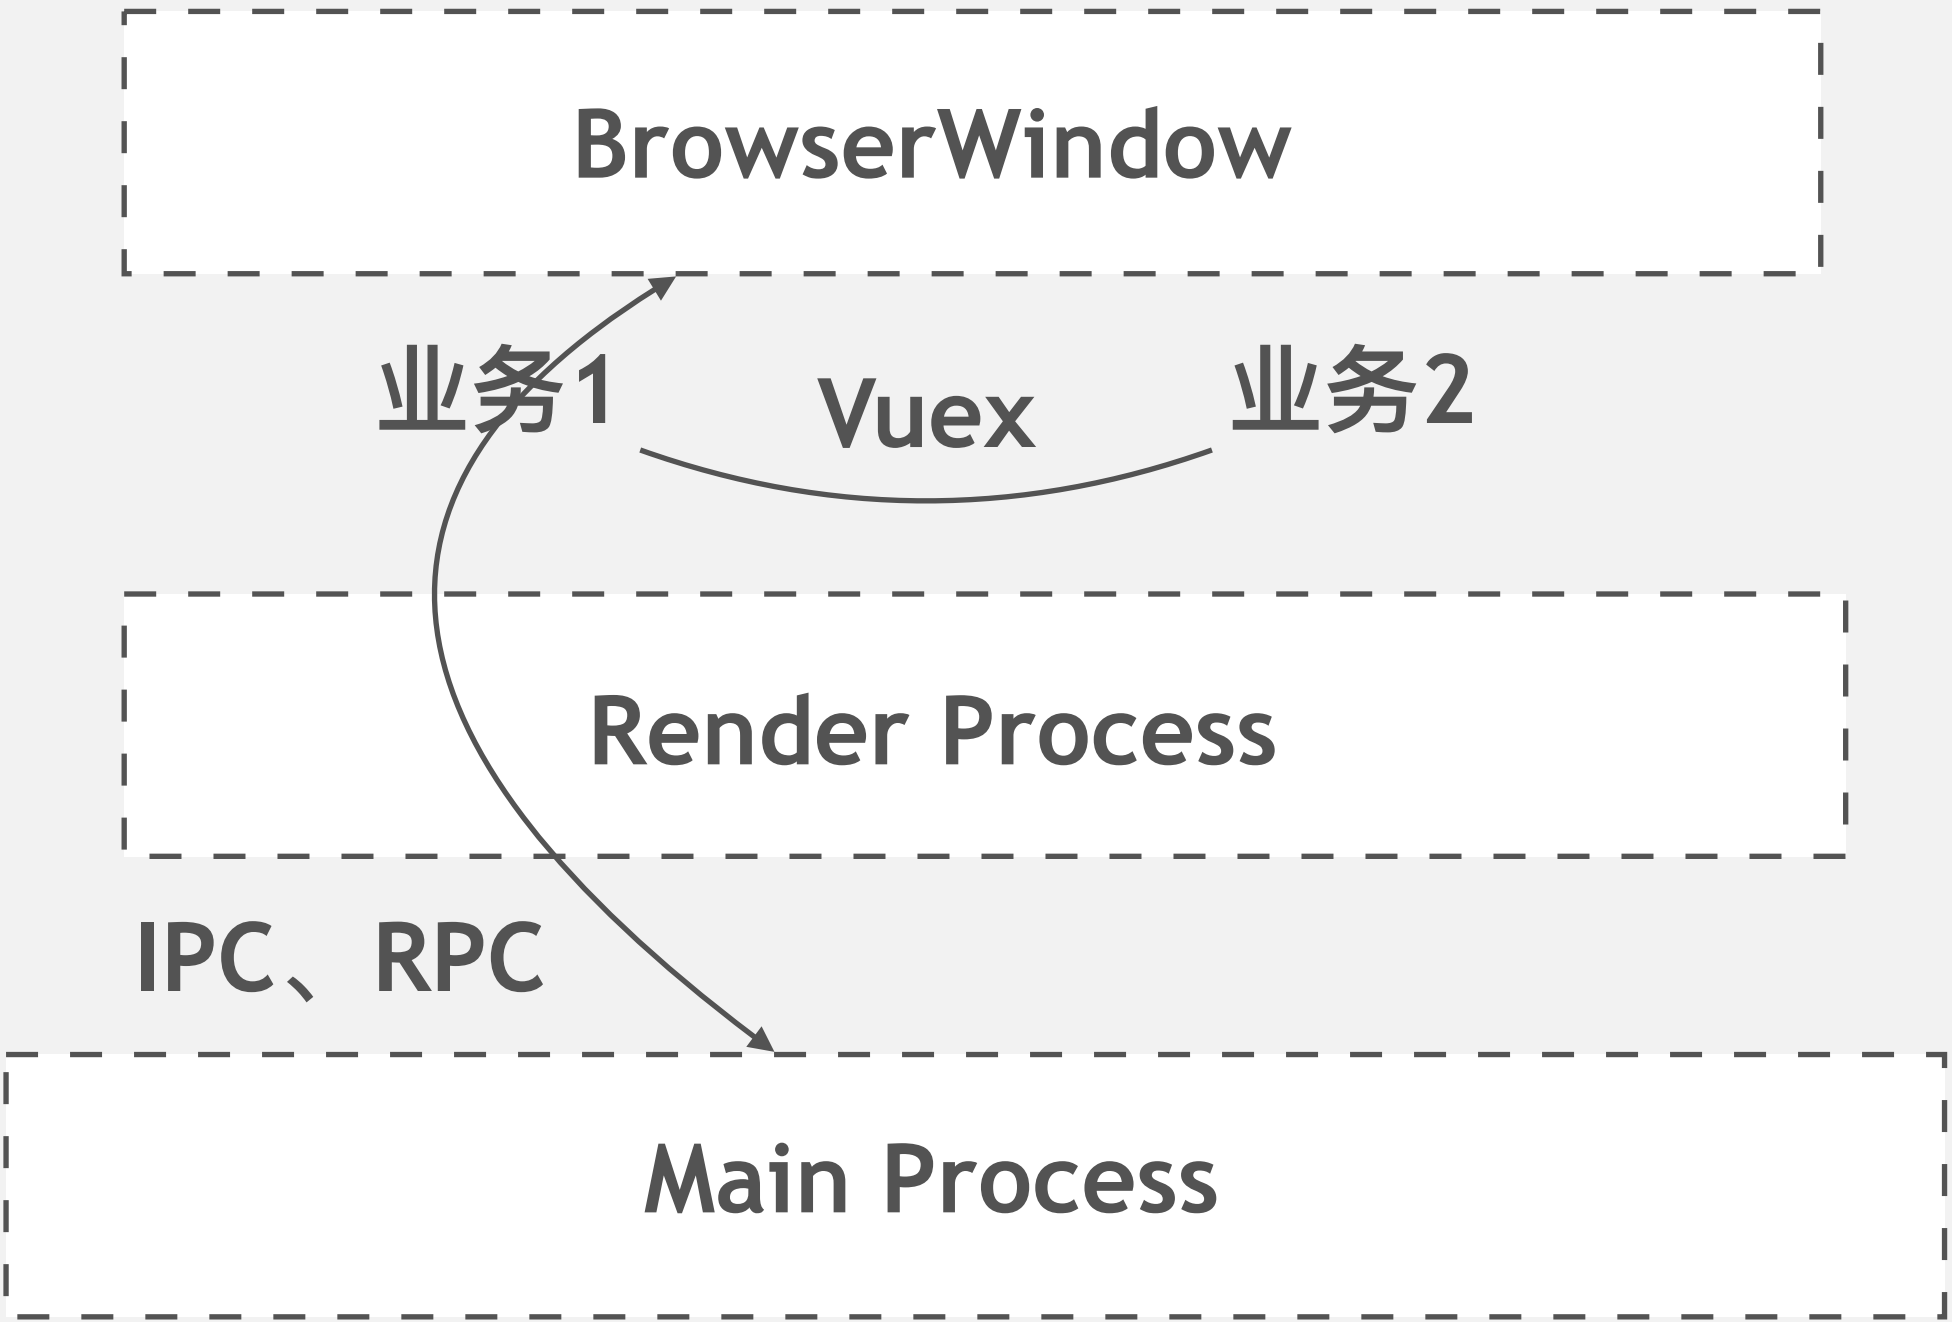 BrowserWindow
业务1
Vuex
业务2
Render Process
IPC、RPC
Main Process